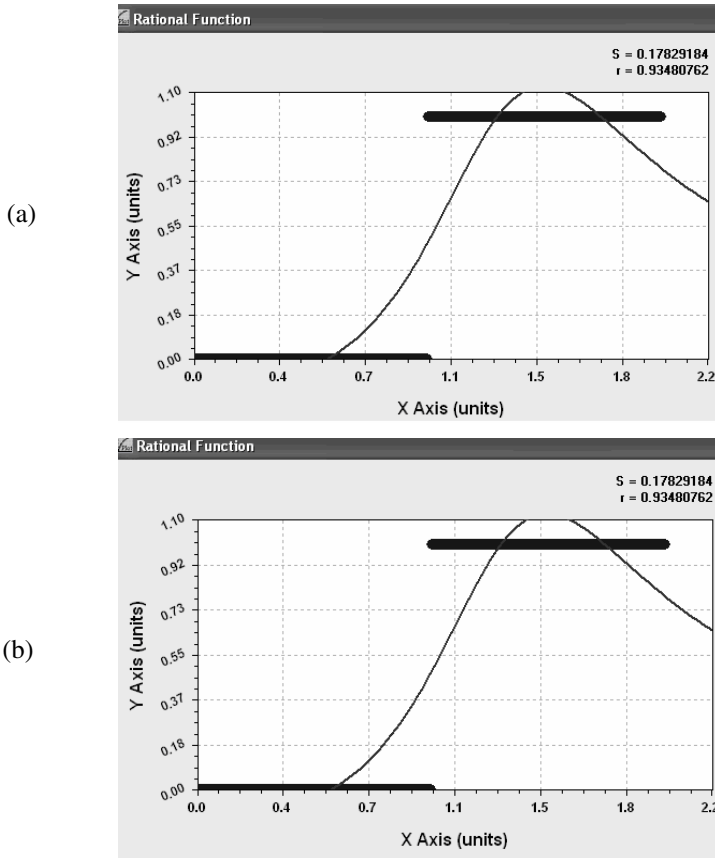 Rational Function
S = 0.17829184
r = 0.93480762
(a)
Y Axis (units)
1.10
0.92
0.73
0.55
0.37
0.18
0.00
0.0 0.4 0.7 1.1 1.5 1.8 2.2
X Axis (units)
Rational Function
S = 0.17829184
r = 0.93480762
(b)
Y Axis (units)
1.10
0.92
0.73
0.55
0.37
0.18
0.00
0.0 0.4 0.7 1.1 1.5 1.8 2.2
X Axis (units)